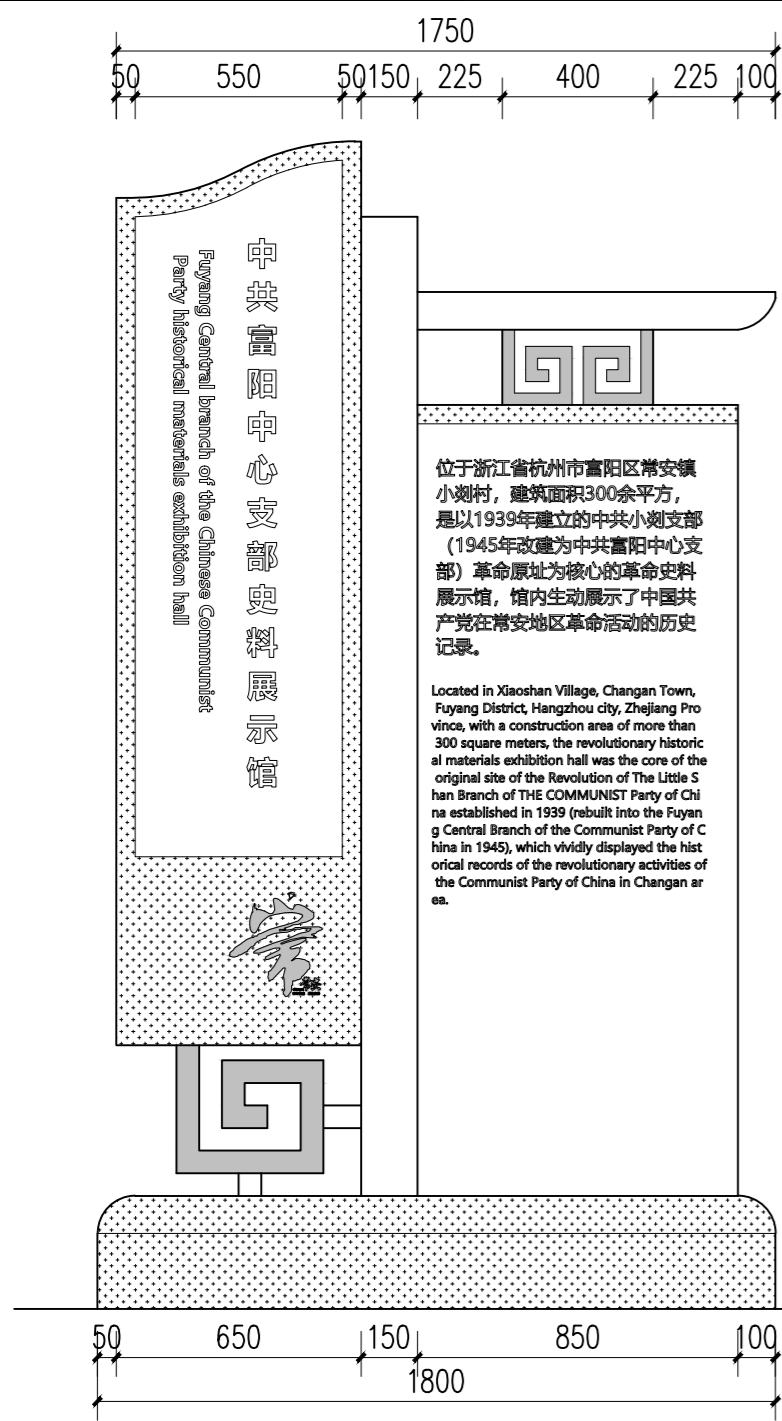 1750
50 550 50 150 225 400 225 100
中共富阳中心支部史料展示馆
Fuyang Central branch of the Chinese Communist
Party historical materials exhibition hall
位于浙江省杭州市富阳区常安镇
小剡村，建筑面积300余平方，
是以1939年建立的中共小剡支部
（1945年改建为中共富阳中心支
部）革命原址为核心的革命史料
展示馆，馆内生动展示了中国共
产党在常安地区革命活动的历史
记录。
Located in Xiaoshan Village, Changan Town,
Fuyang District, Hangzhou city, Zhejiang Pro
vince, with a construction area of more than
300 square meters, the revolutionary historic
al materials exhibition hall was the core of the
original site of the Revolution of The Little S
han Branch of THE COMMUNIST Party of Chi
na established in 1939 (rebuilt into the Fuyan
g Central Branch of the Communist Party of C
hina in 1945), which vividly displayed the hist
orical records of the revolutionary activities of
the Communist Party of China in Changan ar
ea.
常
50 650 150 850 100
1800